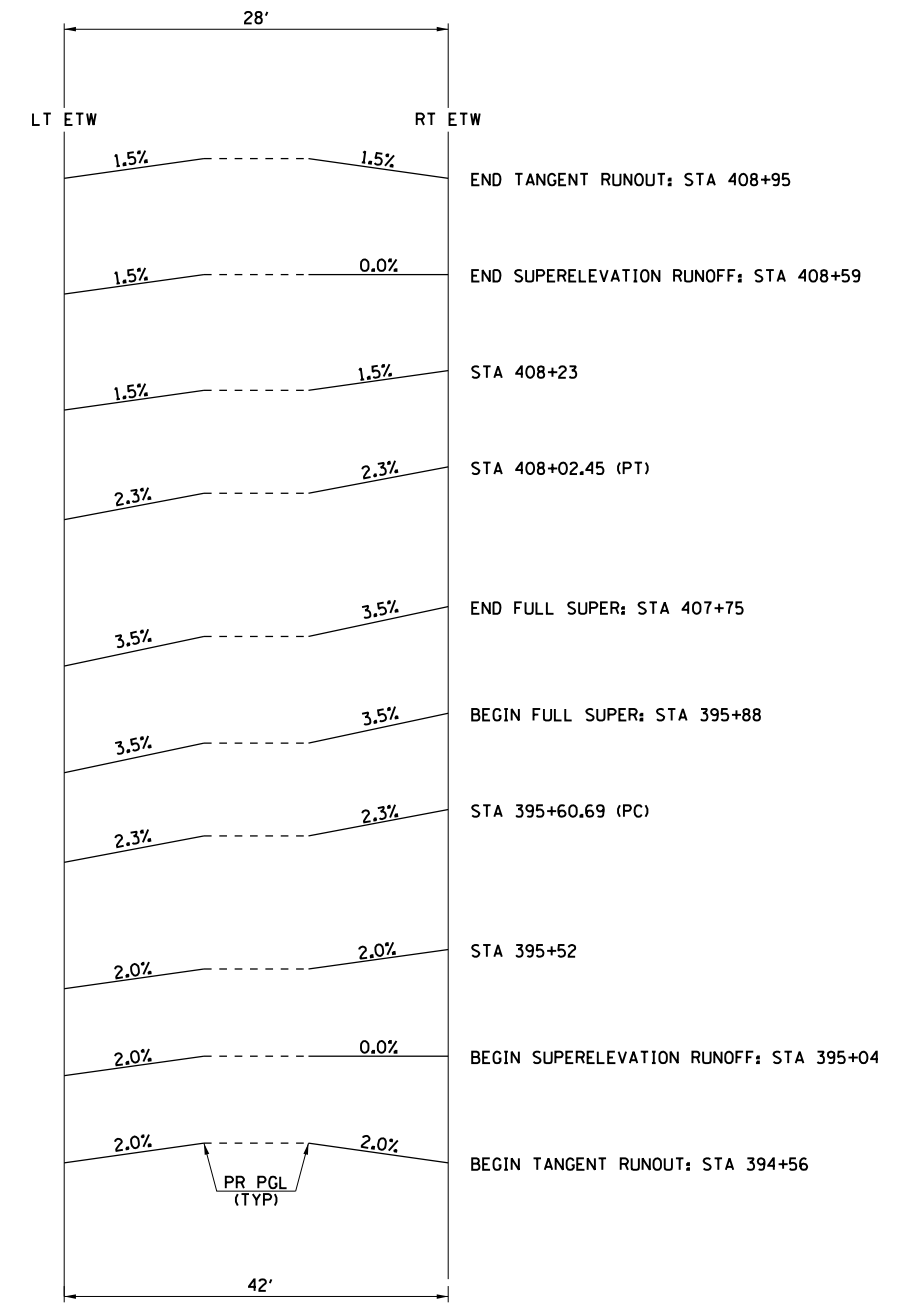 28'
LT ETW RT ETW
1.5% 1.5%
END TANGENT RUNOUT: STA 408+95
1.5% 0.0%
END SUPERELEVATION RUNOFF: STA 408+59
1.5% 1.5%
STA 408+23
2.3% 2.3%
STA 408+02.45 (PT)
3.5% 3.5%
END FULL SUPER: STA 407+75
3.5% 3.5%
BEGIN FULL SUPER: STA 395+88
2.3% 2.3%
STA 395+60.69 (PC)
2.0% 2.0%
STA 395+52
2.0% 0.0%
BEGIN SUPERELEVATION RUNOFF: STA 395+04
2.0% 2.0%
BEGIN TANGENT RUNOUT: STA 394+56
PR PGL
(TYP)
42'